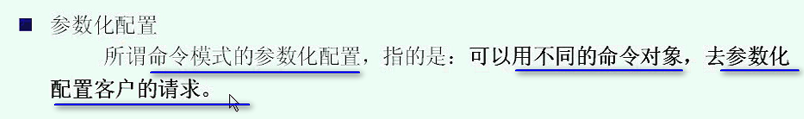 参数化配置
所谓命令模式的参数化配置，指的是：可以用不同的命令对象，去参数化
配置客户的请求。